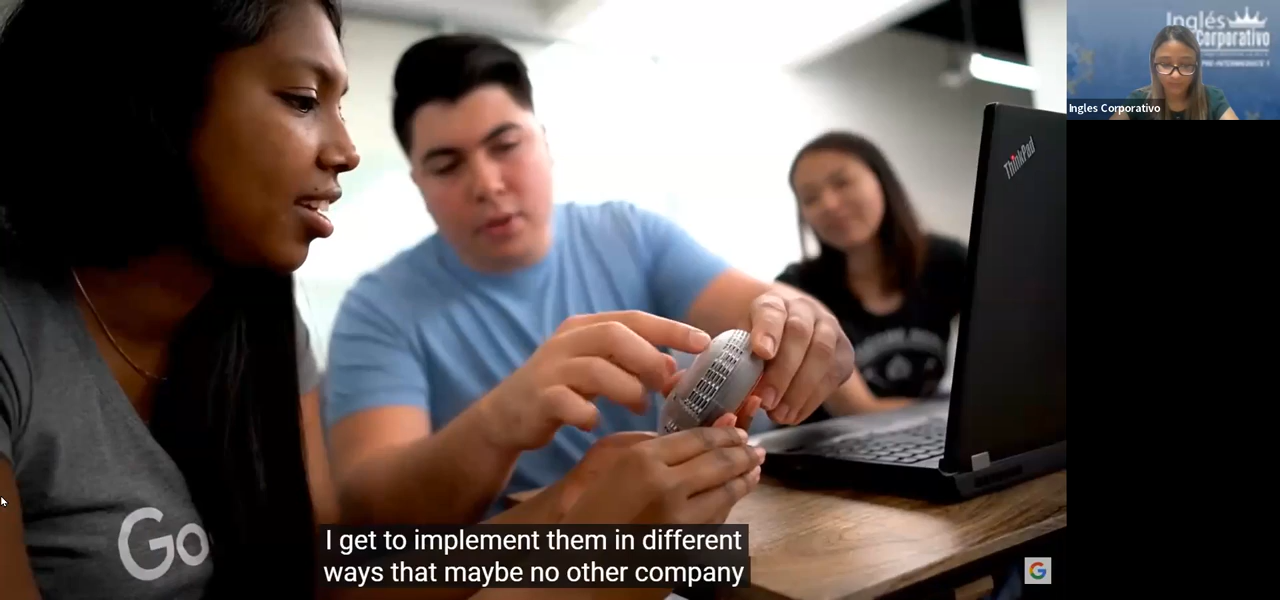 Inglés
Corporativo
Ingles Corporativo
ThinkPad
Go
I get to implement them in different
ways that maybe no other company
G